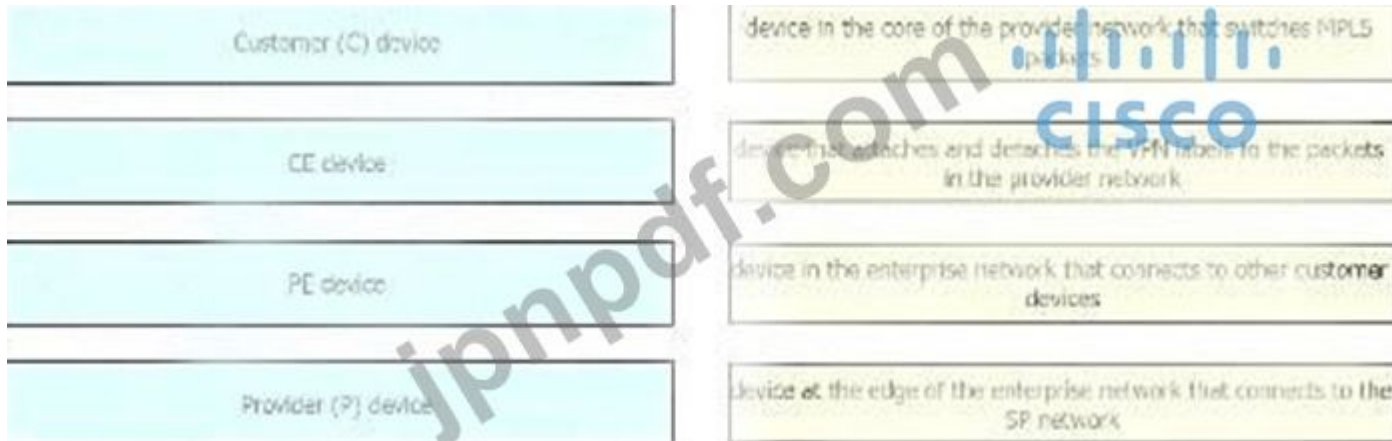 Customer (C) device
device in the core of the provider network that switches MPLS
packets
CISCO
CE device
device that attaches and detaches the VPN labels to the packets
in the provider network
PE device
device in the enterprise network that connects to other customer
devices
Provider (P) device
device at the edge of the enterprise network that connects to the
SP network
jpnpdf.com